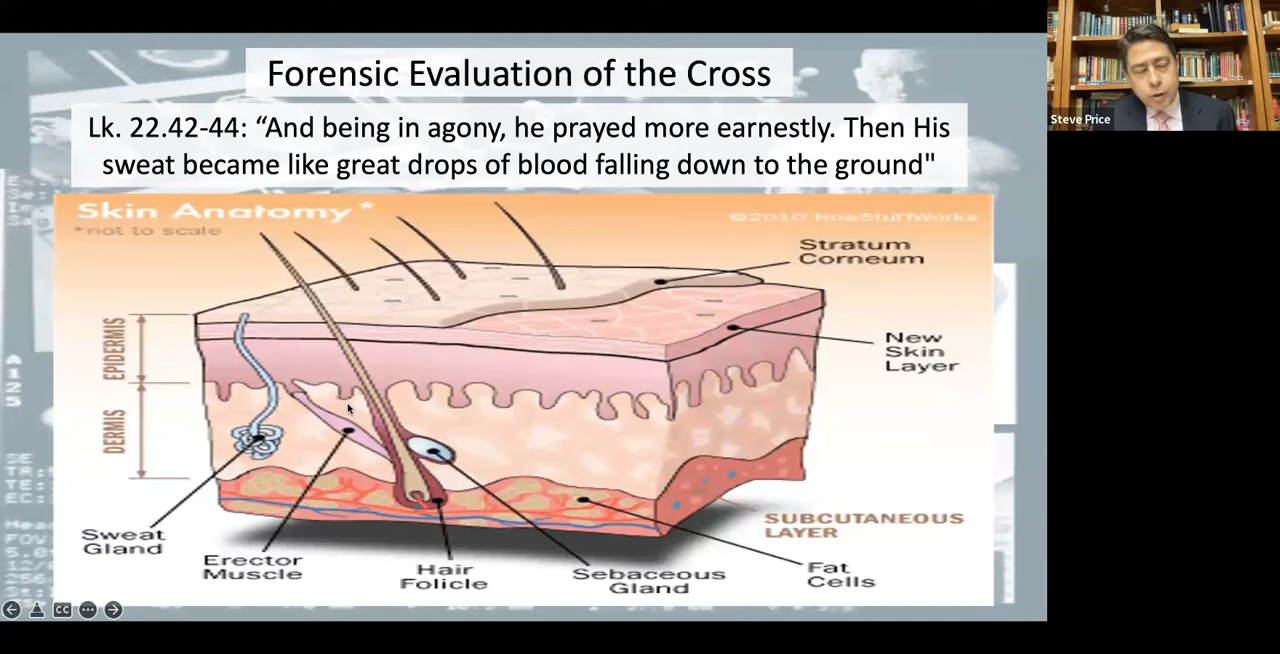 Forensic Evaluation of the Cross
Lk. 22.42-44: “And being in agony, he prayed more earnestly. Then His
sweat became like great drops of blood falling down to the ground"
Steve Price
Skin Anatomy*
*not to scale
©2010 HowStuffWorks
Stratum
Corneum
New
Skin
Layer
EPIDERMIS
DERMIS
Sweat
Gland
Erector
Muscle
Hair
Folicle
Sebaceous
Gland
Fat
Cells
SUBCUTANEOUS
LAYER
CC